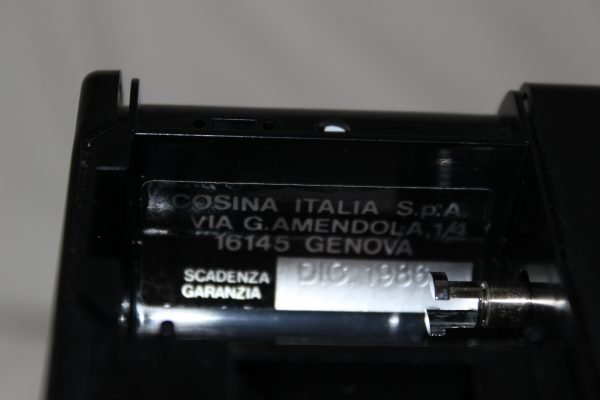 COSINA ITALIA S.p.A.
VIA G.AMENDOLA,1/4
16145 GENOVA
SCADENZA
GARANZIA
DIC. 1986